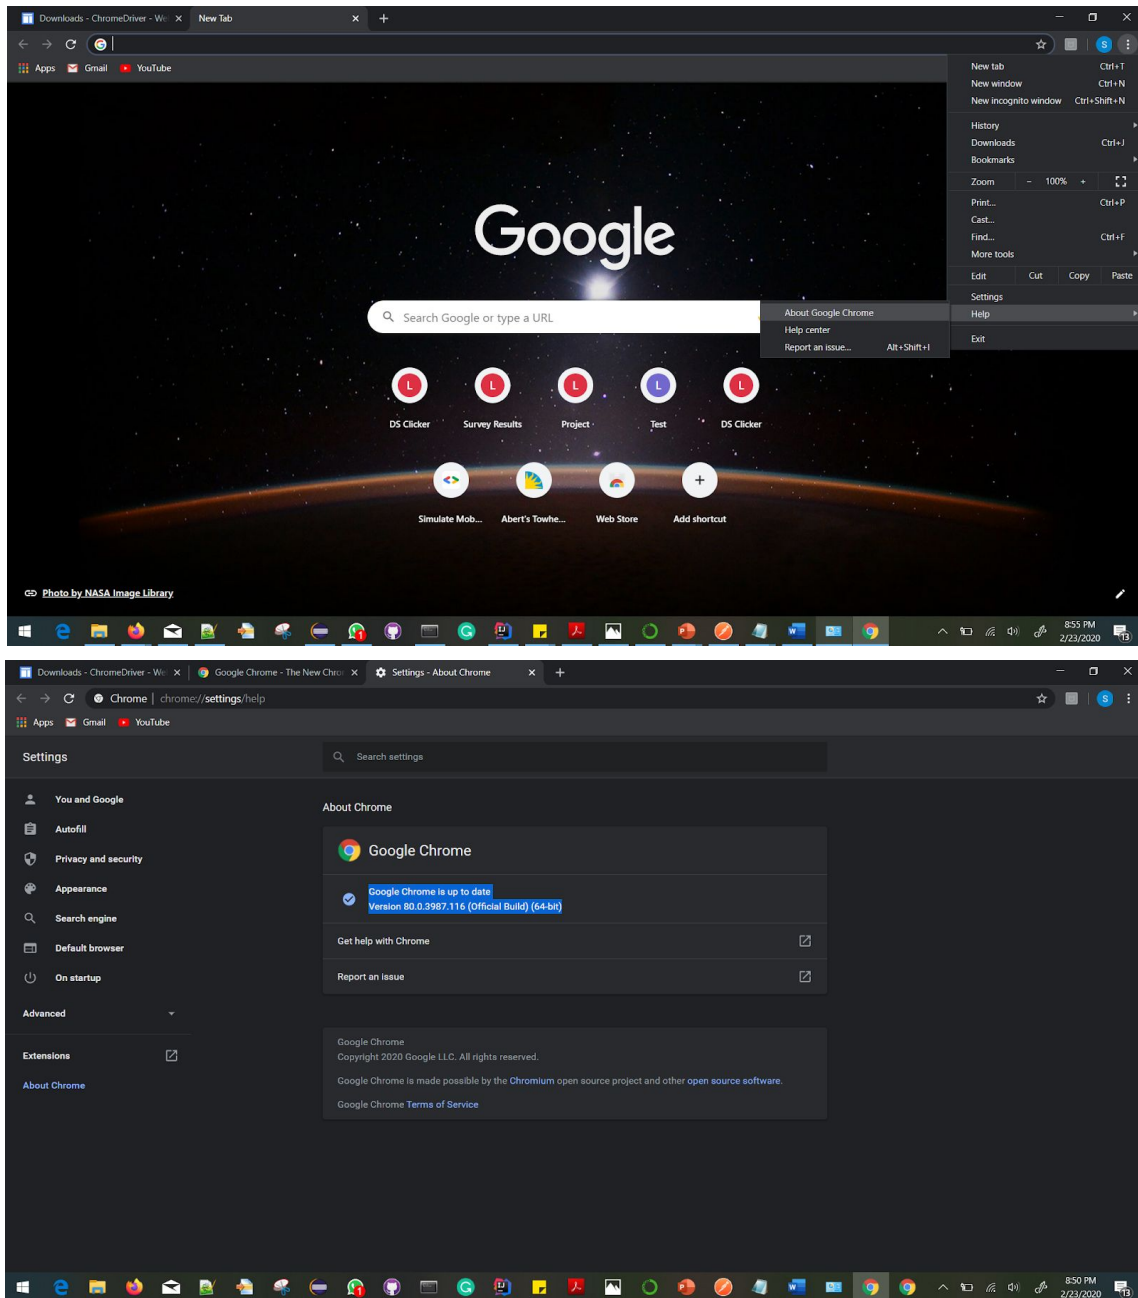 Downloads - ChromeDriver - We
New Tab
Apps Gmail YouTube
New tab Ctrl+T
New window Ctrl+N
New incognito window Ctrl+Shift+N
History
Downloads Ctrl+J
Bookmarks
Zoom - 100% +
Print... Ctrl+P
Cast...
Find... Ctrl+F
More tools
Edit Cut Copy Paste
Settings
Help
Exit
About Google Chrome
Help center
Report an issue... Alt+Shift+I
Google
Search Google or type a URL
L L L L L
DS Clicker Survey Results Project Test DS Clicker
Simulate Mob... Abert's Towhe... Web Store Add shortcut
Photo by NASA Image Library
8:55 PM
2/23/2020
Downloads - ChromeDriver - We
Google Chrome - The New Chro
Settings - About Chrome
Chrome | chrome://settings/help
Apps Gmail YouTube
Settings
Search settings
You and Google
Autofill
Privacy and security
Appearance
Search engine
Default browser
On startup
Advanced
Extensions
About Chrome
About Chrome
Google Chrome
Google Chrome is up to date
Version 80.0.3987.116 (Official Build) (64-bit)
Get help with Chrome
Report an issue
Google Chrome
Copyright 2020 Google LLC. All rights reserved.
Google Chrome is made possible by the Chromium open source project and other open source software.
Google Chrome Terms of Service
8:50 PM
2/23/2020